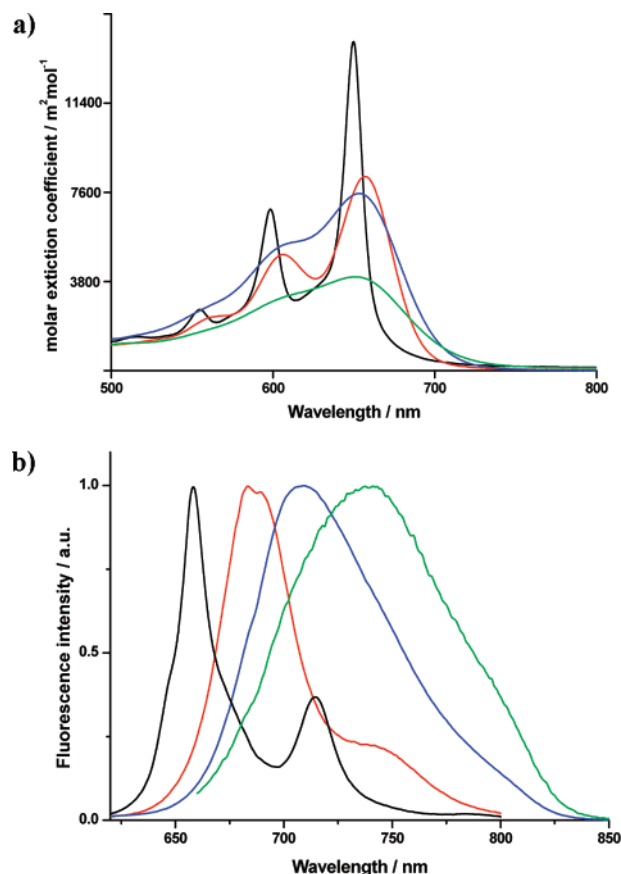 a)
molar extiction coefficient / m²mol⁻¹
11400
7600
3800
500 600 700 800
Wavelength / nm
b)
Fluorescence intensity / a.u.
1.0
0.5
0.0
650 700 750 800 850
Wavelength / nm